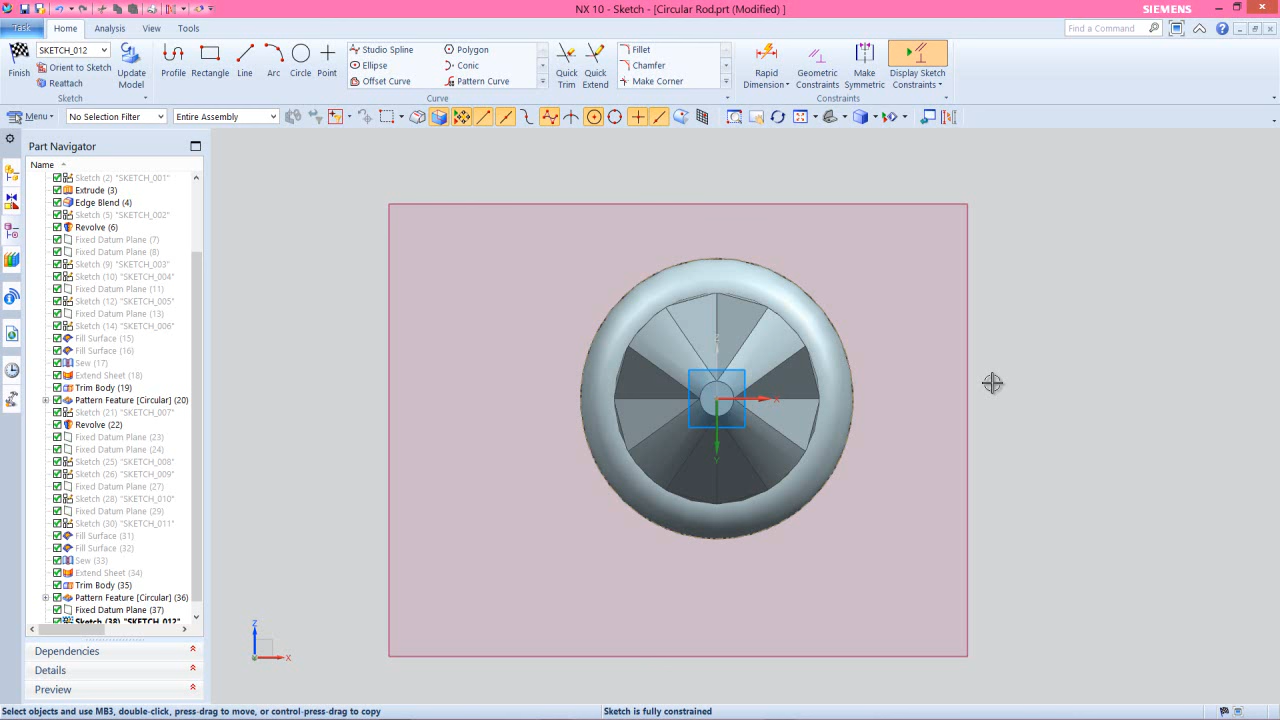 NX 10 - Sketch - [Circular Rod.prt (Modified) ]
SIEMENS
Task
Home
Analysis
View
Tools
Find a Command
SKETCH_012
Finish
Orient to Sketch
Reattach
Update
Model
Sketch
Profile
Rectangle
Line
Arc
Circle
Point
Studio Spline
Ellipse
Offset Curve
Polygon
Conic
Pattern Curve
Quick
Trim
Quick
Extend
Fillet
Chamfer
Make Corner
Curve
Rapid
Dimension
Geometric
Constraints
Make
Symmetric
Display Sketch
Constraints
Constraints
Menu
No Selection Filter
Entire Assembly
Part Navigator
Name
Sketch (2) "SKETCH_001"
Extrude (3)
Edge Blend (4)
Sketch (5) "SKETCH_002"
Revolve (6)
Fixed Datum Plane (7)
Fixed Datum Plane (8)
Sketch (9) "SKETCH_003"
Sketch (10) "SKETCH_004"
Fixed Datum Plane (11)
Sketch (12) "SKETCH_005"
Fixed Datum Plane (13)
Sketch (14) "SKETCH_006"
Fill Surface (15)
Fill Surface (16)
Sew (17)
Extend Sheet (18)
Trim Body (19)
Pattern Feature [Circular] (20)
Sketch (21) "SKETCH_007"
Revolve (22)
Fixed Datum Plane (23)
Fixed Datum Plane (24)
Sketch (25) "SKETCH_008"
Sketch (26) "SKETCH_009"
Fixed Datum Plane (27)
Sketch (28) "SKETCH_010"
Fixed Datum Plane (29)
Sketch (30) "SKETCH_011"
Fill Surface (31)
Fill Surface (32)
Sew (33)
Extend Sheet (34)
Trim Body (35)
Pattern Feature [Circular] (36)
Fixed Datum Plane (37)
Sketch (38) "SKETCH_012"
Dependencies
Details
Preview
Z
X
Y
Z
X
Select objects and use MB3, double-click, press-drag to move, or control-press-drag to copy
Sketch is fully constrained